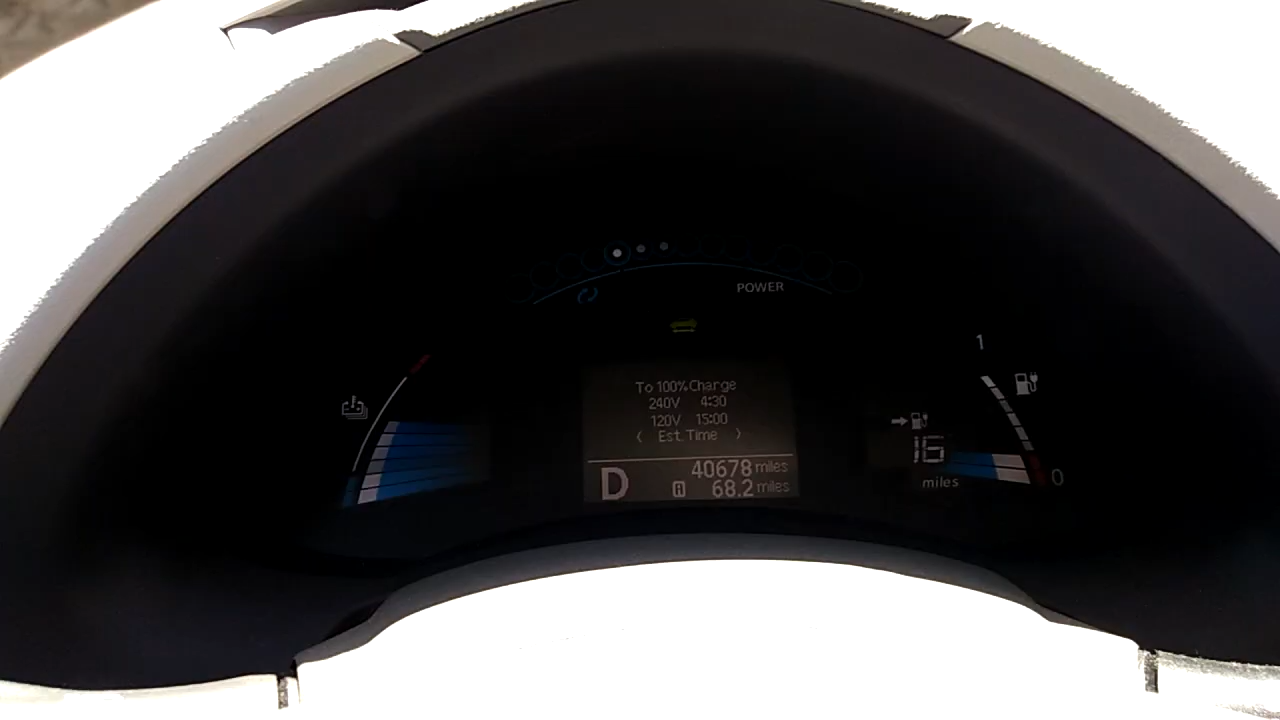 POWER
1
To 100% Charge
240V 4:30
120V 15:00
< Est. Time >
16
miles
0
D
40678 miles
A 68.2 miles